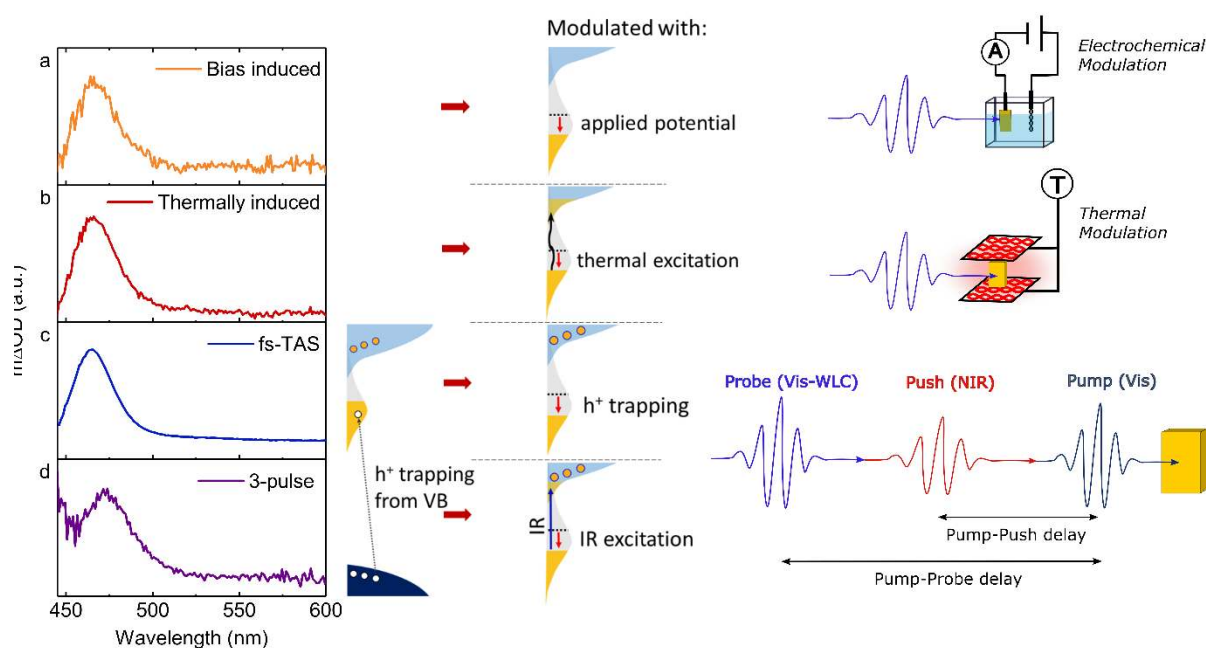 Modulated with:
a
Bias induced
applied potential
A
Electrochemical
Modulation
b
Thermally induced
thermal excitation
T
Thermal
Modulation
mΔOD (a.u.)
c
fs-TAS
h⁺ trapping
Probe (Vis-WLC)
Push (NIR)
Pump (Vis)
d
3-pulse
h⁺ trapping
from VB
IR
IR excitation
Pump-Push delay
Pump-Probe delay
450
500
550
600
Wavelength (nm)